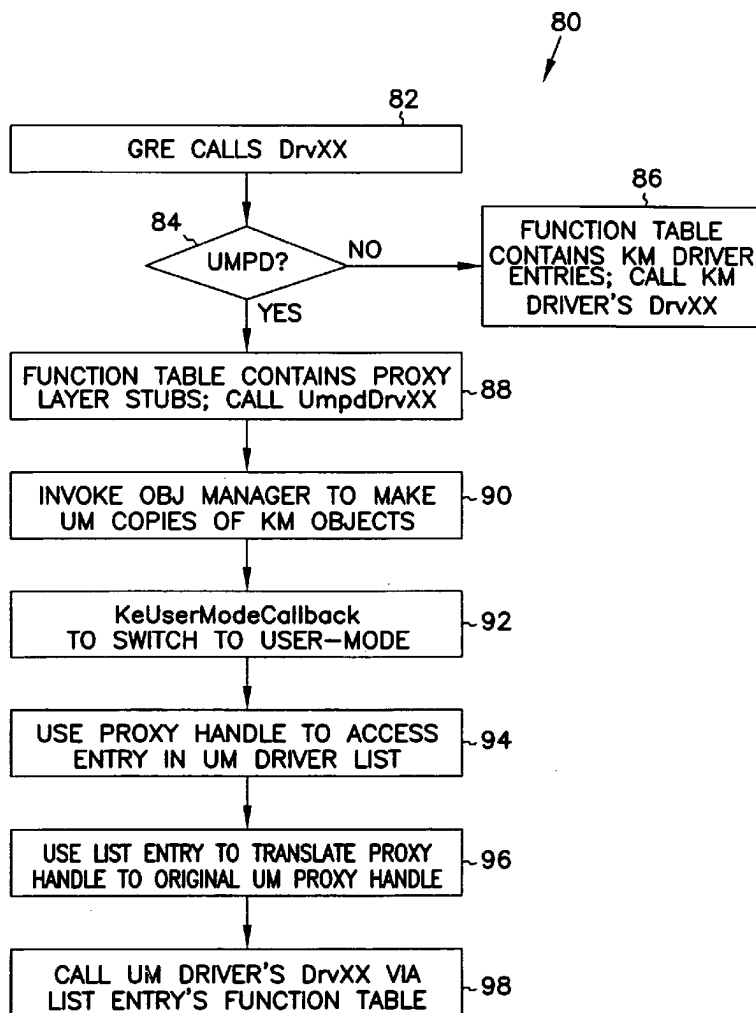 80
82
GRE CALLS DrvXX
84
UMPD?
NO
YES
86
FUNCTION TABLE
CONTAINS KM DRIVER
ENTRIES; CALL KM
DRIVER'S DrvXX
FUNCTION TABLE CONTAINS PROXY
LAYER STUBS; CALL UmpdDrvXX
88
INVOKE OBJ MANAGER TO MAKE
UM COPIES OF KM OBJECTS
90
KeUserModeCallback
TO SWITCH TO USER-MODE
92
USE PROXY HANDLE TO ACCESS
ENTRY IN UM DRIVER LIST
94
USE LIST ENTRY TO TRANSLATE PROXY
HANDLE TO ORIGINAL UM PROXY HANDLE
96
CALL UM DRIVER'S DrvXX VIA
LIST ENTRY'S FUNCTION TABLE
98